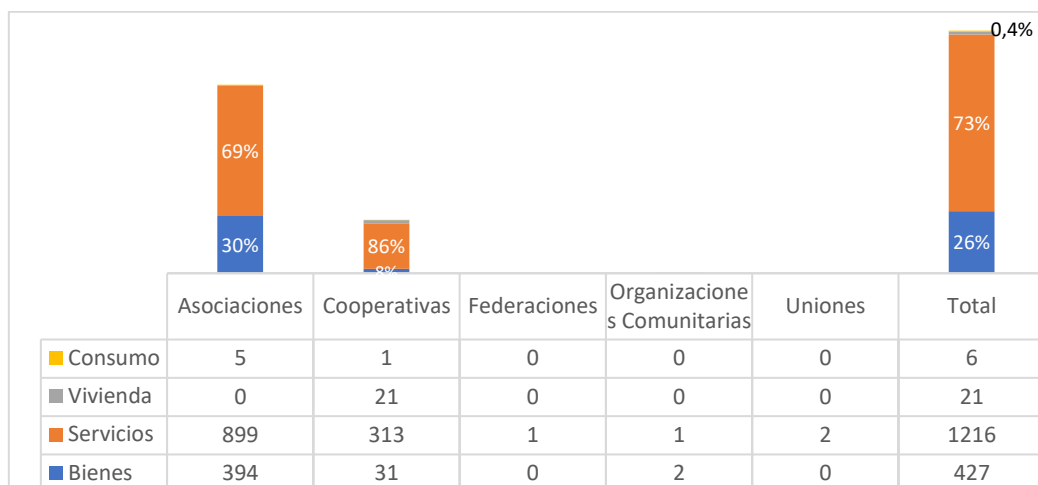 0,4%
69%
73%
30%
86%
26%
8%
Asociaciones Cooperativas Federaciones Organizacione
s Comunitarias Uniones Total
Consumo 5 1 0 0 0 6
Vivienda 0 21 0 0 0 21
Servicios 899 313 1 1 2 1216
Bienes 394 31 0 2 0 427